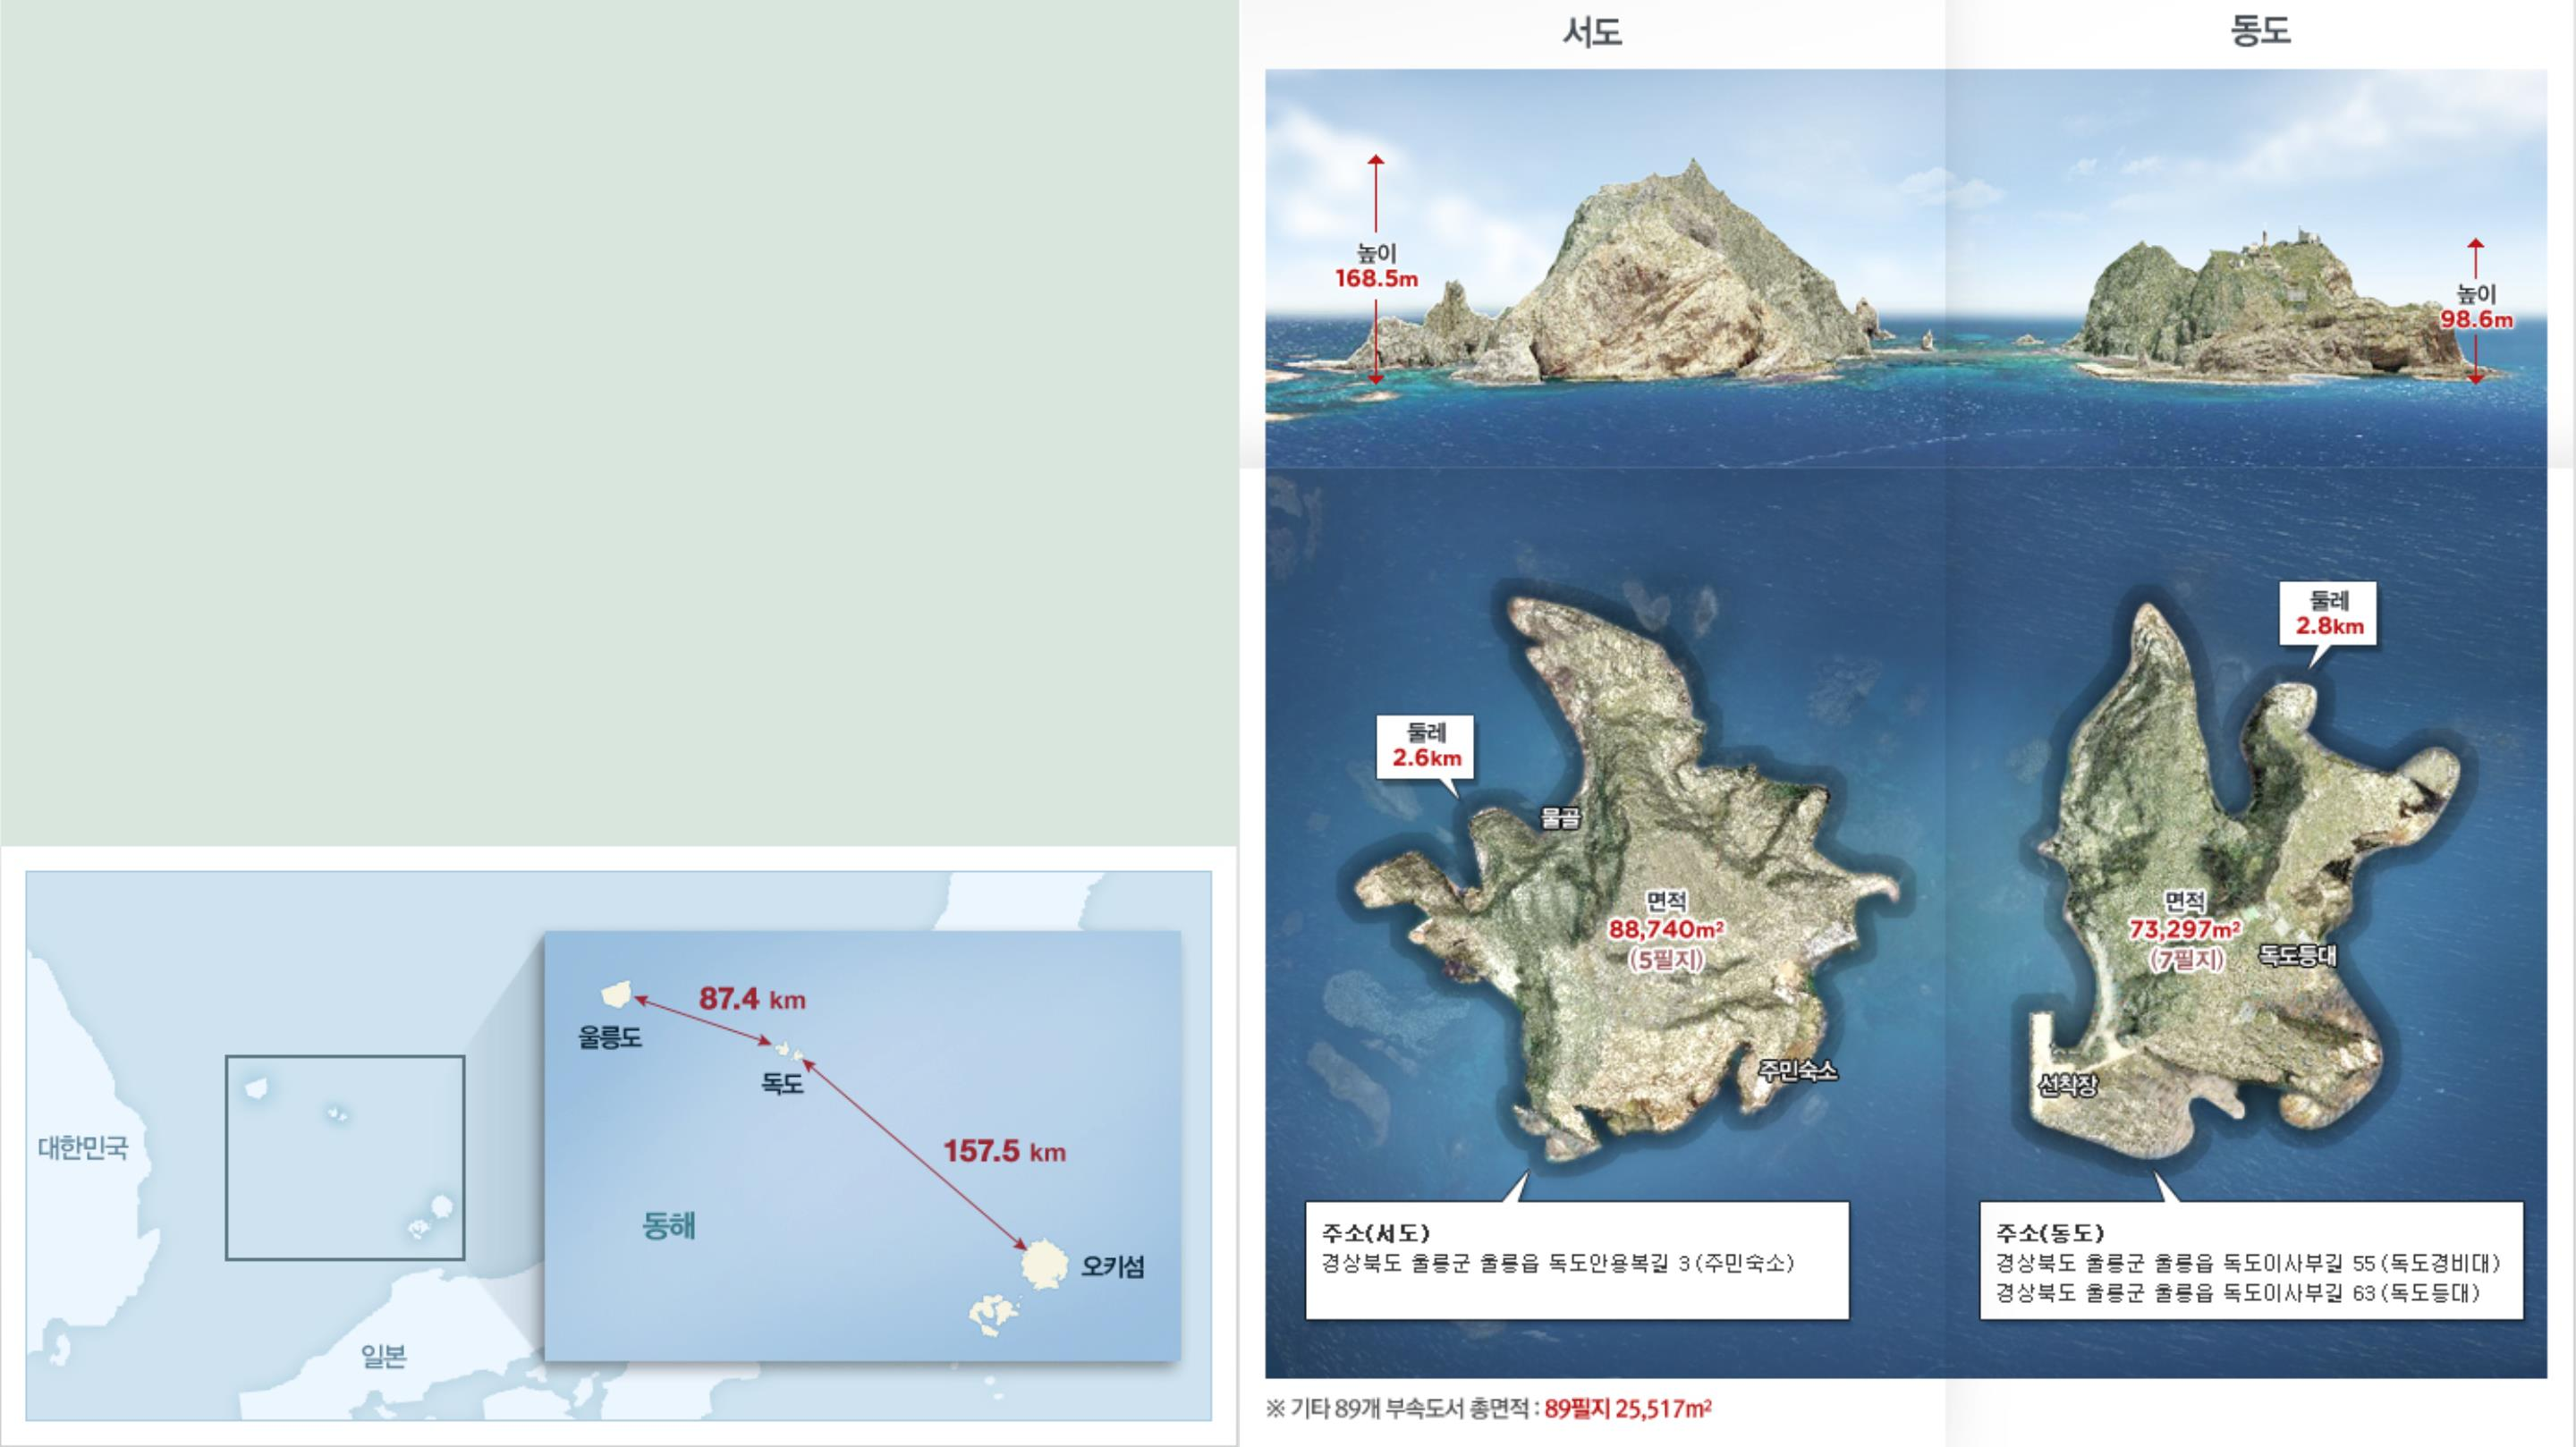 서도
동도
높이
168.5m
높이
98.6m
둘레
2.6km
둘레
2.8km
물골
면적
88,740m²
(5필지)
주민숙소
면적
73,297m²
(7필지)
독도등대
선착장
주소(서도)
경상북도 울릉군 울릉읍 독도안용복길 3(주민숙소)
주소(동도)
경상북도 울릉군 울릉읍 독도이사부길 55(독도경비대)
경상북도 울릉군 울릉읍 독도이사부길 63(독도등대)
※ 기타 89개 부속도서 총면적 : 89필지 25,517m²
대한민국
일본
87.4 km
울릉도
독도
157.5 km
동해
오키섬